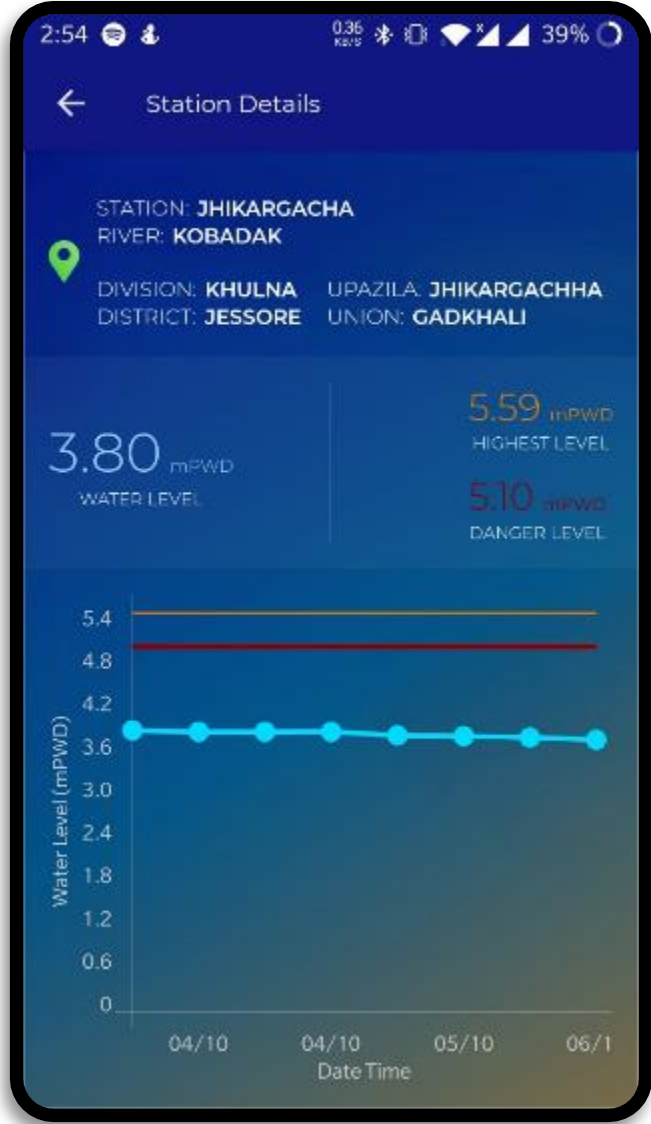 2:54 0.36 KB/S 39%
Station Details
STATION: JHIKARGACHA
RIVER: KOBADAK
DIVISION: KHULNA UPAZILA: JHIKARGACHHA
DISTRICT: JESSORE UNION: GADKHALI
3.80 mPWD
WATER LEVEL
5.59 mPWD
HIGHEST LEVEL
5.10 mPWD
DANGER LEVEL
Water Level (mPWD)
5.4
4.8
4.2
3.6
3.0
2.4
1.8
1.2
0.6
0
04/10 04/10 05/10 06/1
Date Time